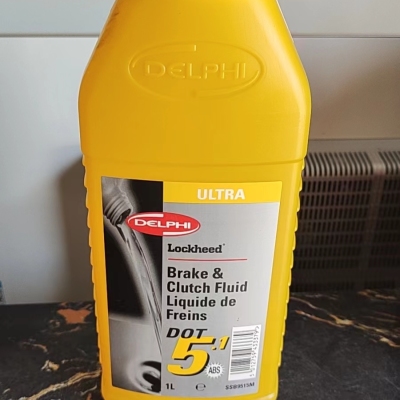 DELPHI
ULTRA
DELPHI
Lockheed
Brake &
Clutch Fluid
Liquide de
Freins
DOT
5.1
ABS
1L e